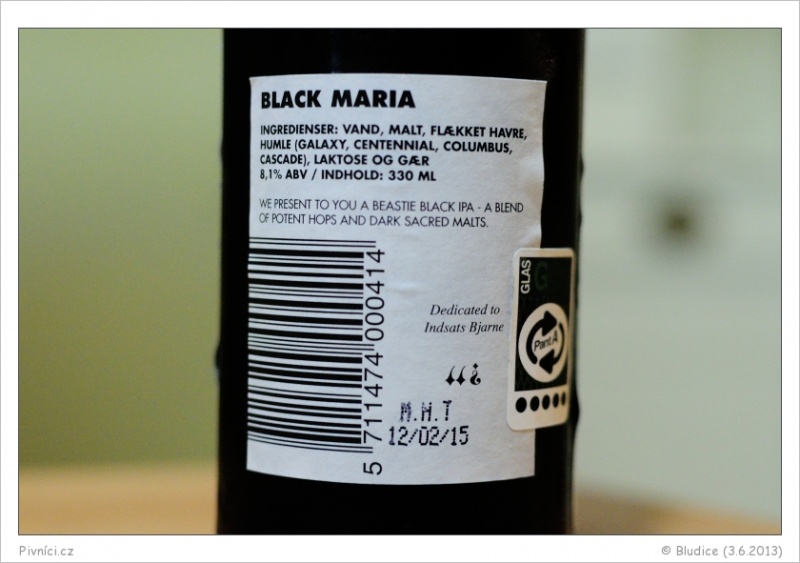 BLACK MARIA
INGREDIENSER: VAND, MALT, FLÆKKET HAVRE,
HUMLE (GALAXY, CENTENNIAL, COLUMBUS,
CASCADE), LAKTOSE OG GÆR
8,1% ABV / INDHOLD: 330 ML
WE PRESENT TO YOU A BEASTIE BLACK IPA - A BLEND
OF POTENT HOPS AND DARK SACRED MALTS.
5 711474 000414
Dedicated to
Indsats Bjarne
M.H.T
12/02/15
GLAS
G
Pant A
Pivníci.cz
© Bludice (3.6.2013)